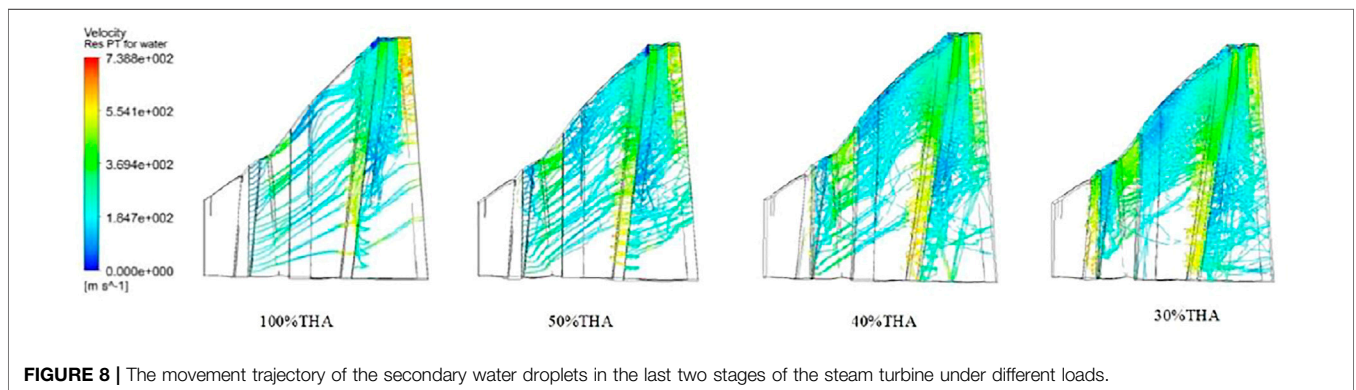 Velocity
Res PT for water
7.388e+002
5.541e+002
3.694e+002
1.847e+002
0.000e+000
[m s^-1]
100%THA
50%THA
40%THA
30%THA
FIGURE 8 | The movement trajectory of the secondary water droplets in the last two stages of the steam turbine under different loads.